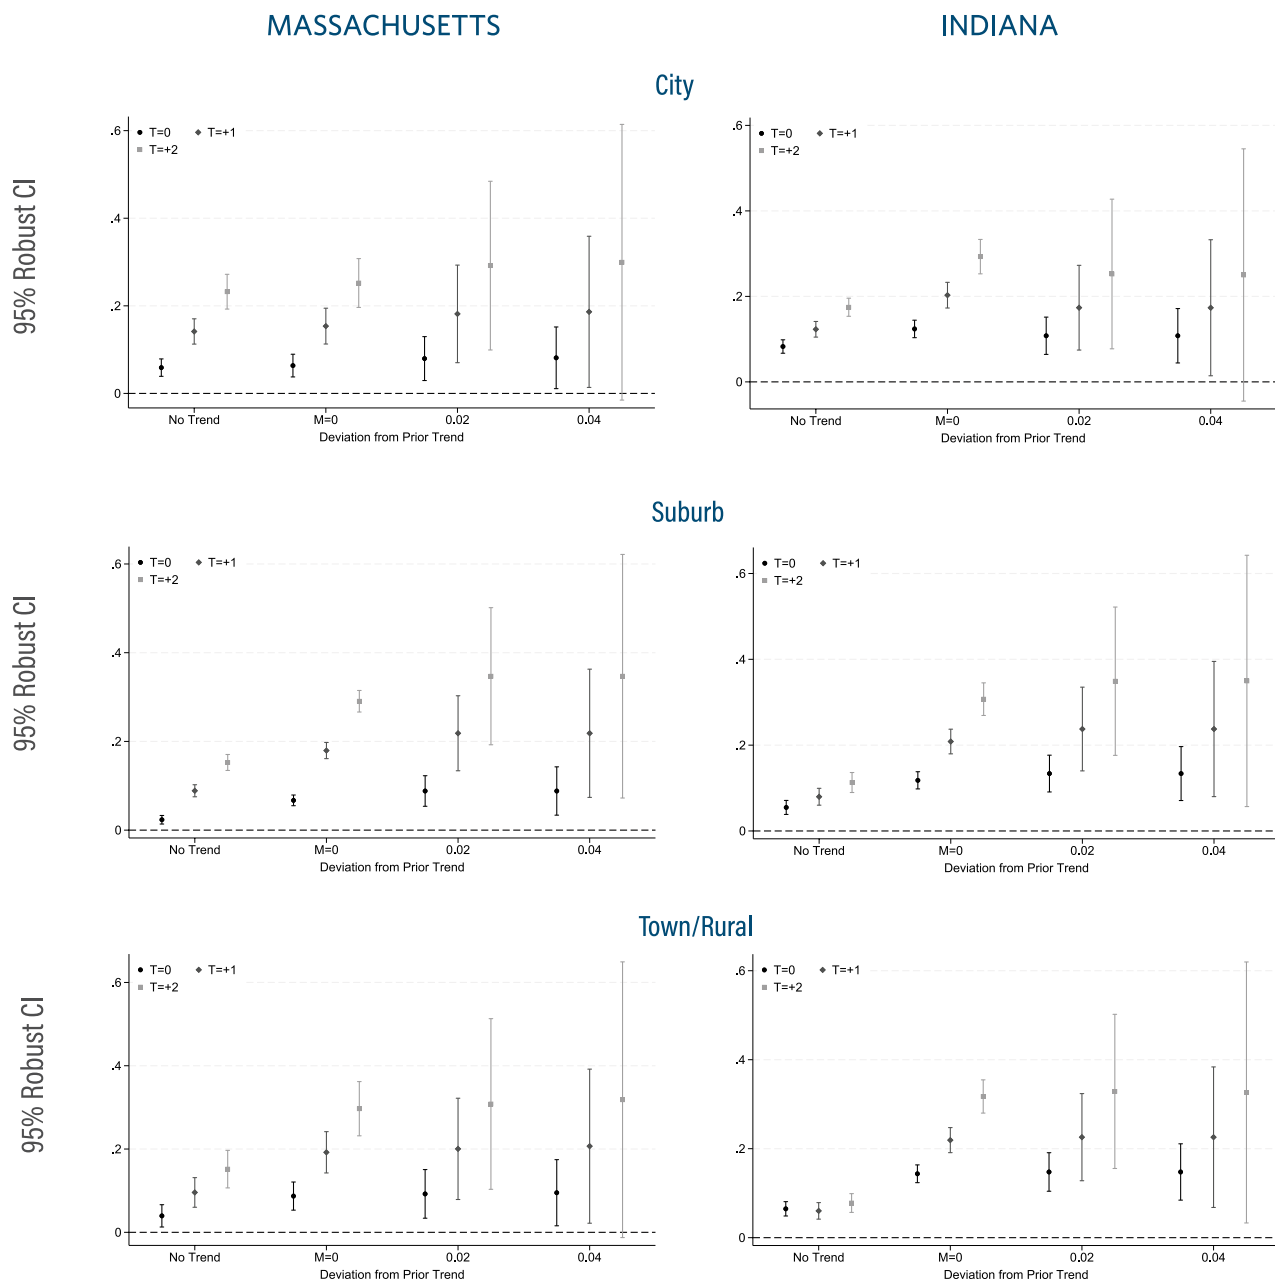 MASSACHUSETTS INDIANA
City
95% Robust CI
T=0 T=+1
T=+2
.6
.4
.2
0
No Trend M=0 0.02 0.04
Deviation from Prior Trend
T=0 T=+1
T=+2
.6
.4
.2
0
No Trend M=0 0.02 0.04
Deviation from Prior Trend
Suburb
95% Robust CI
T=0 T=+1
T=+2
.6
.4
.2
0
No Trend M=0 0.02 0.04
Deviation from Prior Trend
T=0 T=+1
T=+2
.6
.4
.2
0
No Trend M=0 0.02 0.04
Deviation from Prior Trend
Town/Rural
95% Robust CI
T=0 T=+1
T=+2
.6
.4
.2
0
No Trend M=0 0.02 0.04
Deviation from Prior Trend
T=0 T=+1
T=+2
.6
.4
.2
0
No Trend M=0 0.02 0.04
Deviation from Prior Trend